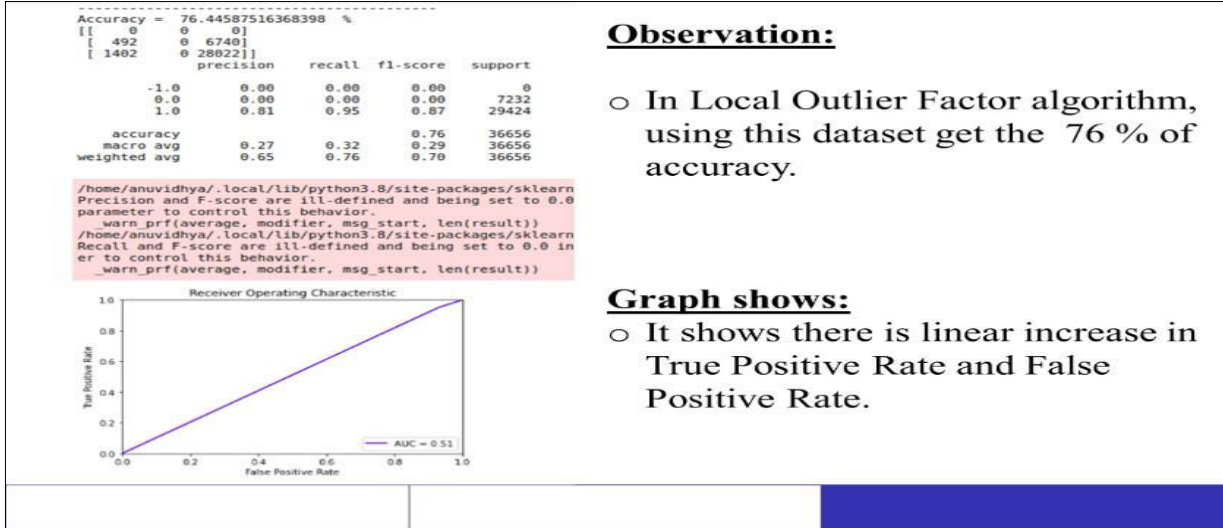 -------------------------------------------
Accuracy =  76.44587516368398  %
[[    0     0     0]
 [  492     0  6740]
 [ 1402     0 28022]]
precision    recall  f1-score   support
-1.0       0.00      0.00      0.00         0
0.0       0.00      0.00      0.00      7232
1.0       0.81      0.95      0.87     29424
accuracy                           0.76     36656
macro avg       0.27      0.32      0.29     36656
weighted avg       0.65      0.76      0.70     36656
/home/anuvidhya/.local/lib/python3.8/site-packages/sklearn
Precision and F-score are ill-defined and being set to 0.0
parameter to control this behavior.
_warn_prf(average, modifier, msg_start, len(result))
/home/anuvidhya/.local/lib/python3.8/site-packages/sklearn
Recall and F-score are ill-defined and being set to 0.0 in
er to control this behavior.
_warn_prf(average, modifier, msg_start, len(result))
Receiver Operating Characteristic
True Positive Rate
1.0
0.8
0.6
0.4
0.2
0.0
AUC = 0.51
0.0 0.2 0.4 0.6 0.8 1.0
False Positive Rate
Observation:
o In Local Outlier Factor algorithm,
using this dataset get the  76 % of
accuracy.
Graph shows:
o It shows there is linear increase in
True Positive Rate and False
Positive Rate.